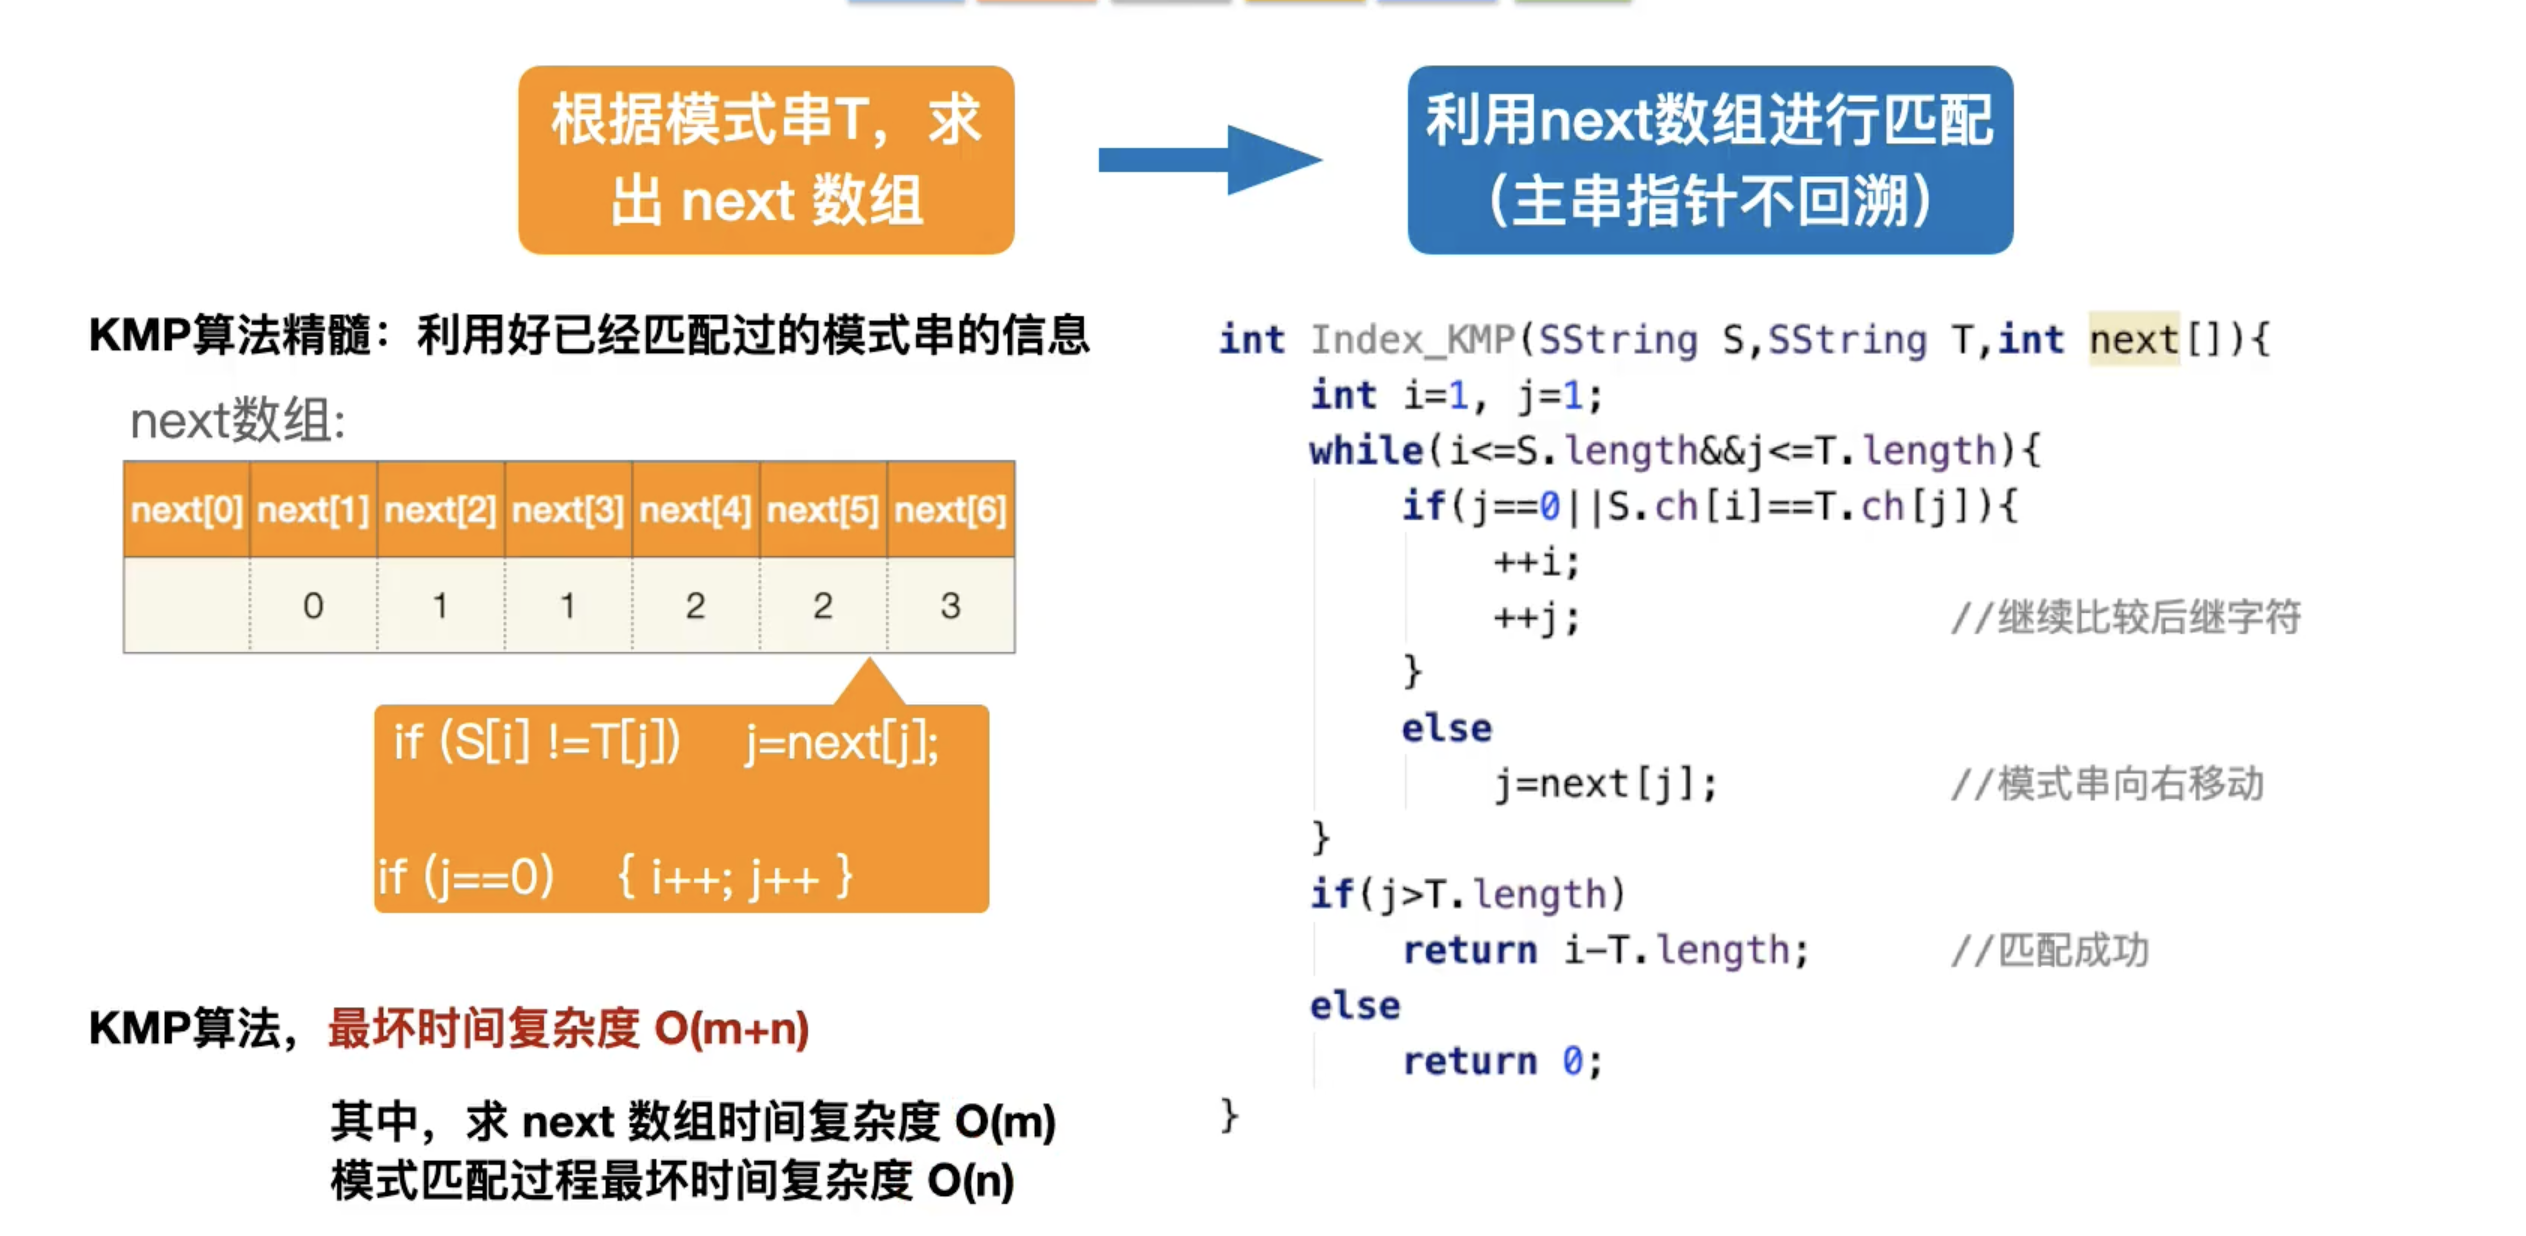 根据模式串T，求
出 next 数组
利用next数组进行匹配
（主串指针不回溯）
KMP算法精髓：利用好已经匹配过的模式串的信息
next数组:
next[0] next[1] next[2] next[3] next[4] next[5] next[6]
0 1 1 2 2 3
if (S[i] !=T[j]) j=next[j];
if (j==0) { i++; j++ }
KMP算法，最坏时间复杂度 O(m+n)
其中，求 next 数组时间复杂度 O(m)
模式匹配过程最坏时间复杂度 O(n)
int Index_KMP(SString S,SString T,int next[]){
int i=1, j=1;
while(i<=S.length&&j<=T.length){
if(j==0||S.ch[i]==T.ch[j]){
++i;
++j; //继续比较后继字符
}
else
j=next[j]; //模式串向右移动
}
if(j>T.length)
return i-T.length; //匹配成功
else
return 0;
}